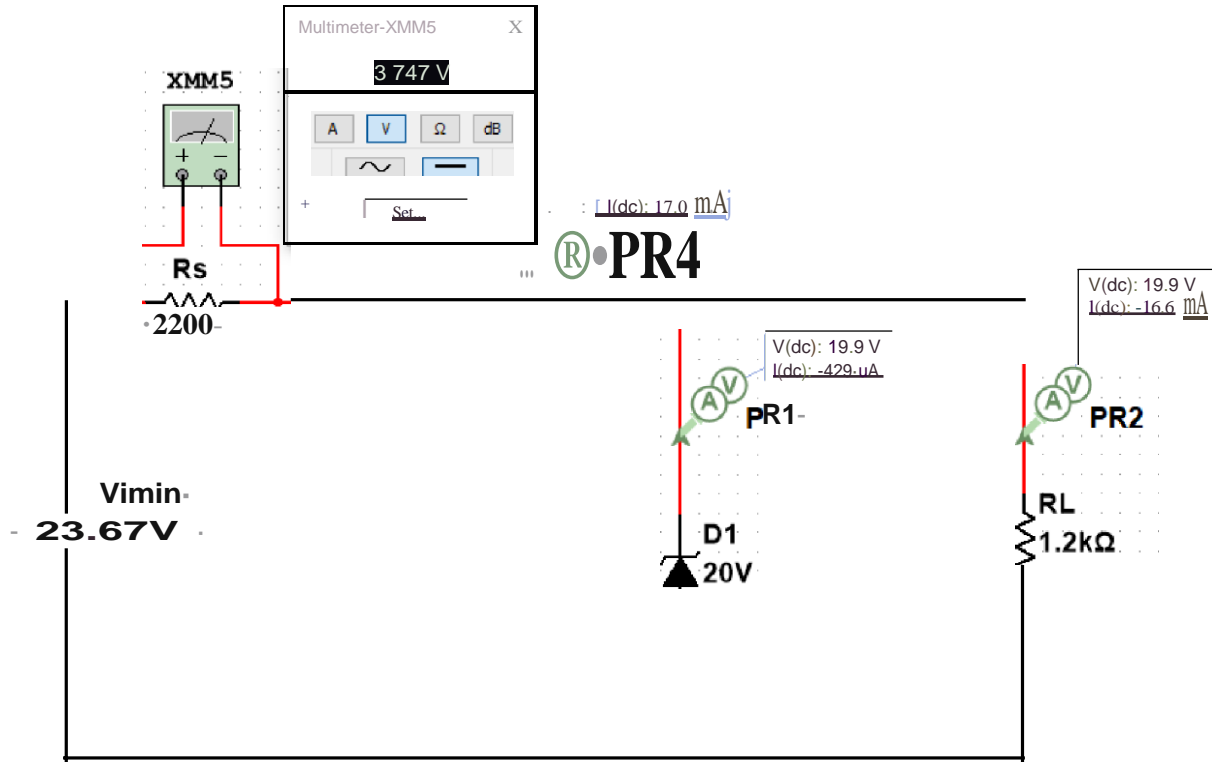 Multimeter-XMM5 X
3 747 V
XMM5
A V Ω dB
+ −
+ Set...
: [ I(dc): 17.0 mAj
®•PR4
Rs
·2200-
V(dc): 19.9 V
I(dc): -16.6 mA
V(dc): 19.9 V
I(dc): -429·uA
A V
PR1-
A V
PR2
Vimin·
- 23.67V ·
D1
20V
RL
1.2kΩ